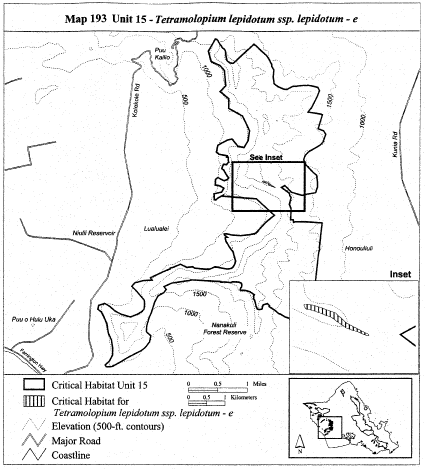 Map 193 Unit 15 - Tetramolopium lepidotum ssp. lepidotum - e
Puu
Kailio
Kolekole Rd
1000
500
1500
1000
Kunia Rd
See Inset
Niulii Reservoir
Lualualei
Honouliuli
Inset
1500
1000
Nanakuli
Forest Reserve
500
Puu o Hulu Uka
Farrington Hwy
Critical Habitat Unit 15
Critical Habitat for
Tetramolopium lepidotum ssp. lepidotum - e
Elevation (500-ft. contours)
Major Road
Coastline
0 0.5 1 Miles
0 0.5 1 Kilometers
N